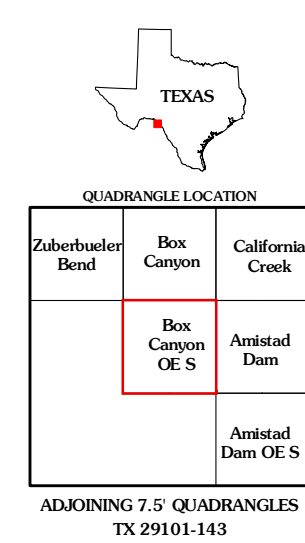 TEXAS
QUADRANGLE LOCATION
Zuberbueler
Bend
Box
Canyon
California
Creek
Box
Canyon
OE S
Amistad
Dam
Amistad
Dam OE S
ADJOINING 7.5' QUADRANGLES
TX 29101-143